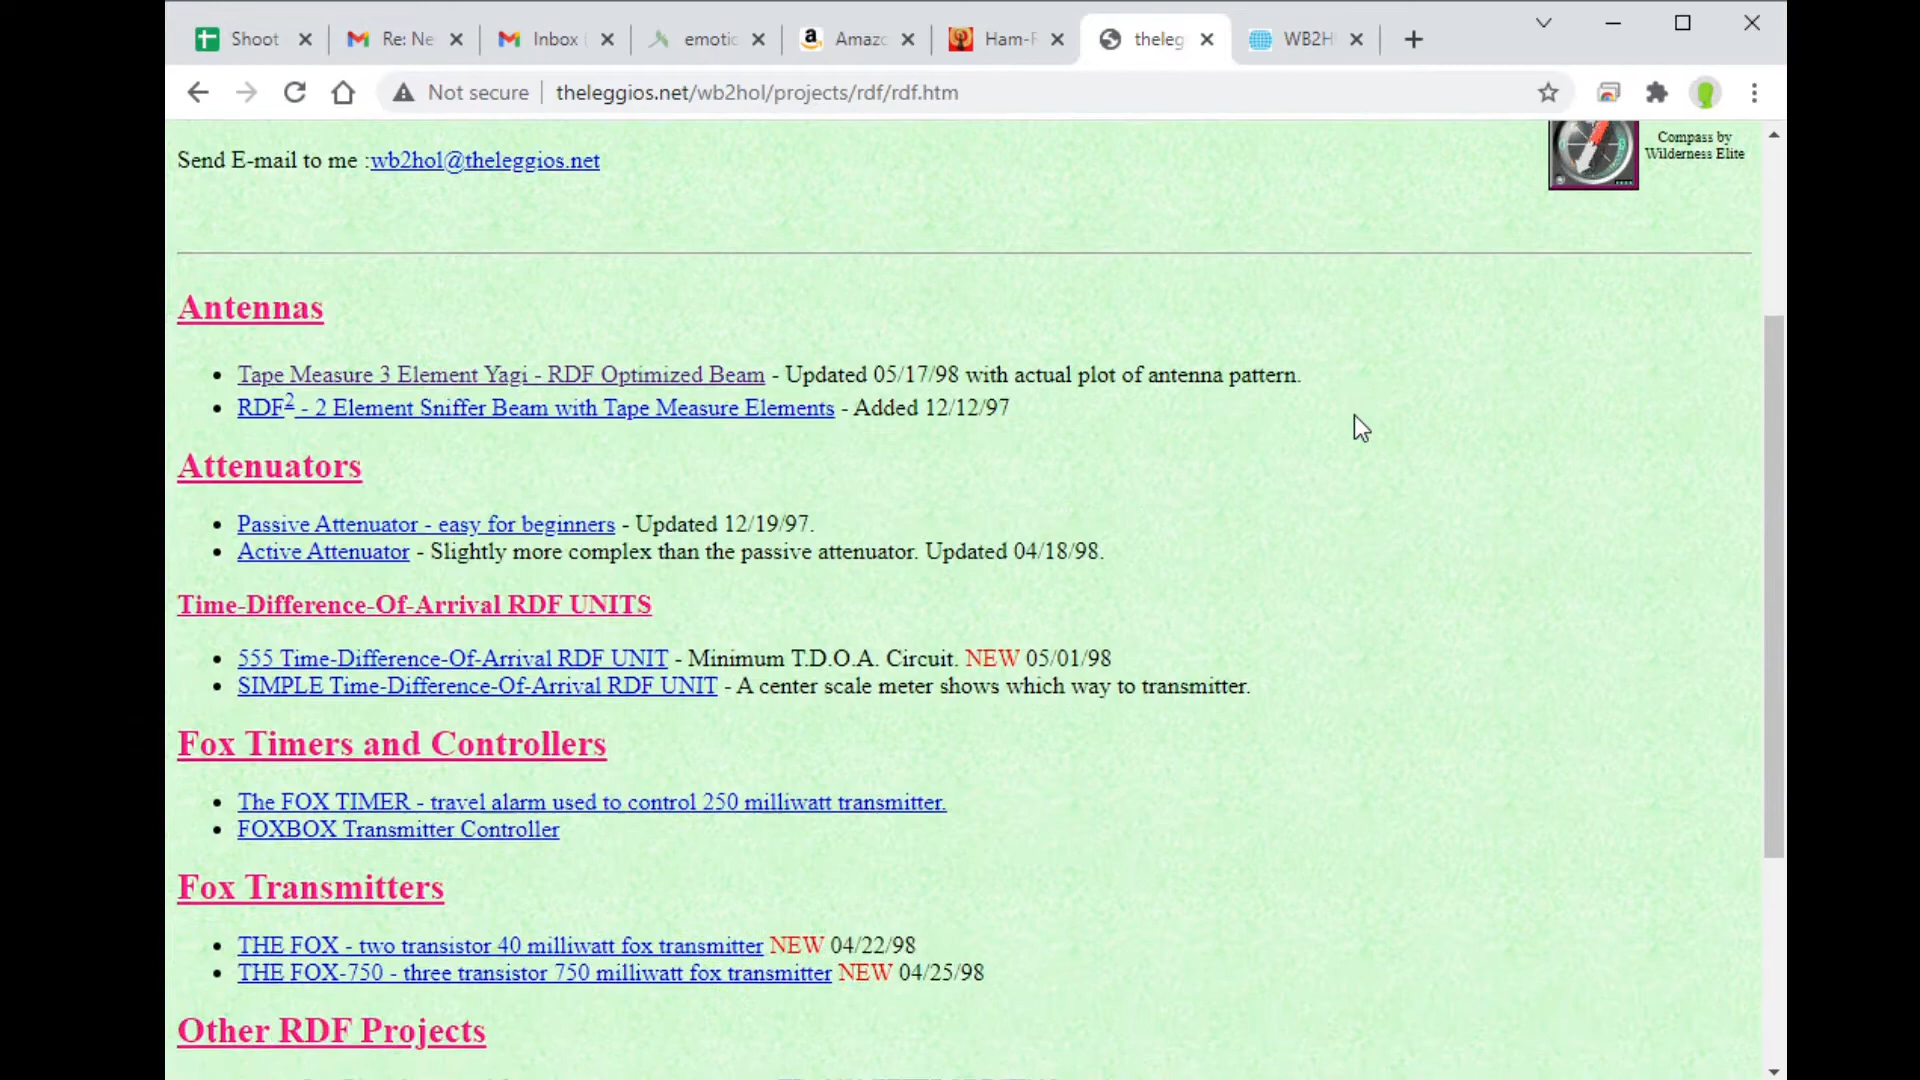 Shoot
Re: Ne
Inbox
emotic
Amaz
Ham-
theleg
WB2H
Not secure
theleggios.net/wb2hol/projects/rdf/rdf.htm
Send E-mail to me :wb2hol@theleggios.net
Compass by
Wilderness Elite
Antennas
Tape Measure 3 Element Yagi - RDF Optimized Beam - Updated 05/17/98 with actual plot of antenna pattern.
RDF2 - 2 Element Sniffer Beam with Tape Measure Elements - Added 12/12/97
Attenuators
Passive Attenuator - easy for beginners - Updated 12/19/97.
Active Attenuator - Slightly more complex than the passive attenuator. Updated 04/18/98.
Time-Difference-Of-Arrival RDF UNITS
555 Time-Difference-Of-Arrival RDF UNIT - Minimum T.D.O.A. Circuit. NEW 05/01/98
SIMPLE Time-Difference-Of-Arrival RDF UNIT - A center scale meter shows which way to transmitter.
Fox Timers and Controllers
The FOX TIMER - travel alarm used to control 250 milliwatt transmitter.
FOXBOX Transmitter Controller
Fox Transmitters
THE FOX - two transistor 40 milliwatt fox transmitter NEW 04/22/98
THE FOX-750 - three transistor 750 milliwatt fox transmitter NEW 04/25/98
Other RDF Projects